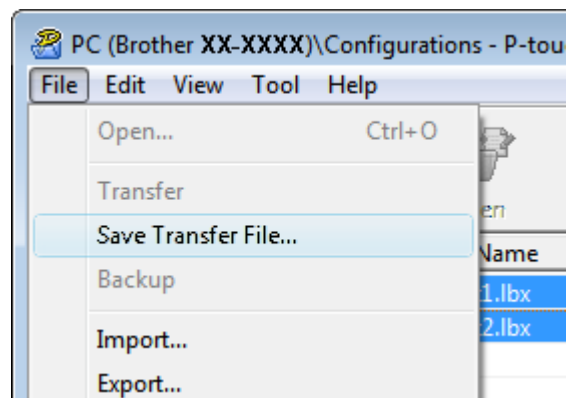 PC (Brother XX-XXXX)\Configurations - P-tou
File Edit View Tool Help
Open... Ctrl+O
Transfer
en
Save Transfer File...
Name
Backup
1.lbx
2.lbx
Import...
Export...